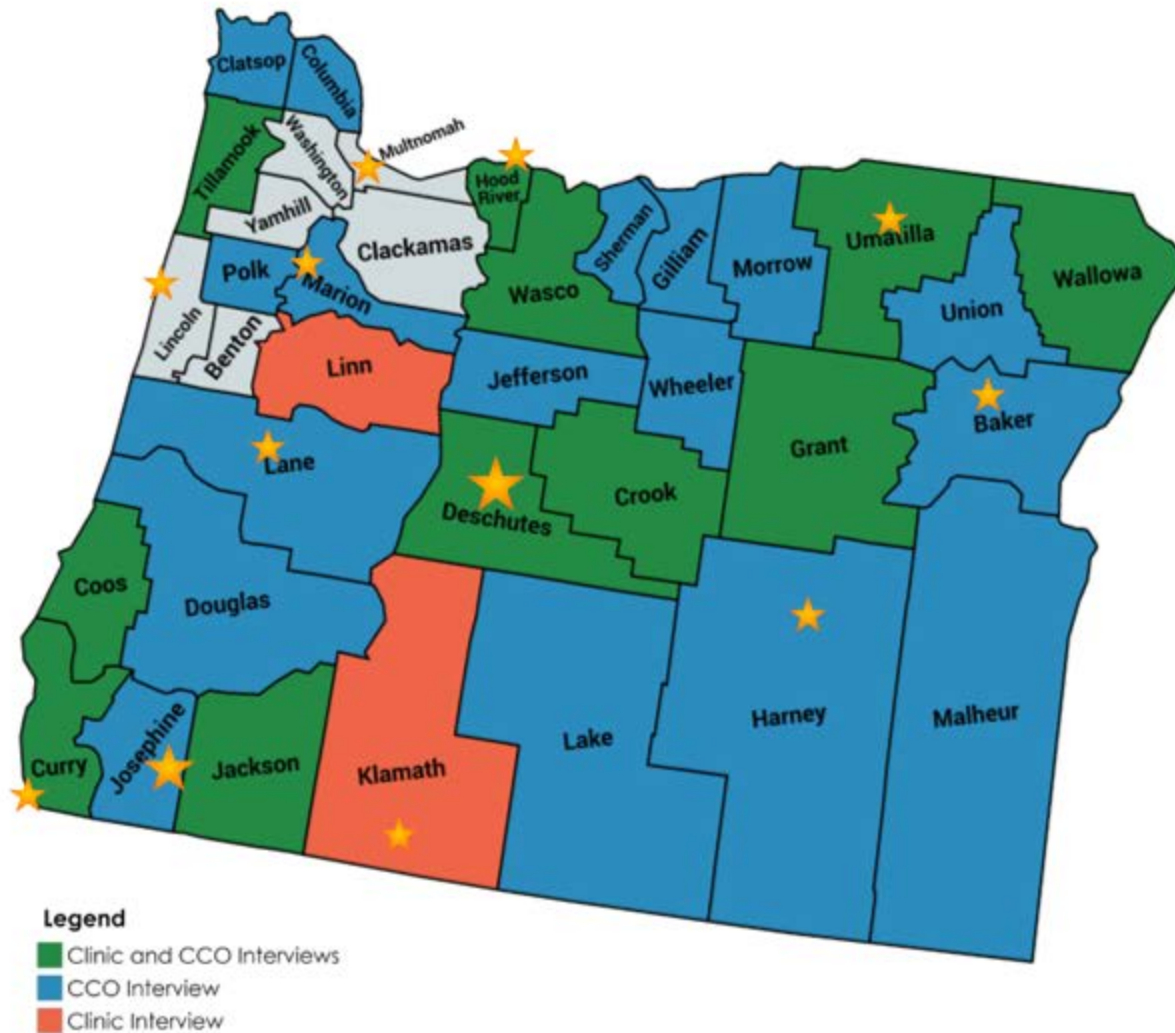 Clatsop
Columbia
Tillamook
Washington
Multnomah
Hood
River
Yamhill
Clackamas
Sherman
Gilliam
Morrow
Umatilla
Wallowa
Polk
Marion
Wasco
Union
Lincoln
Benton
Linn
Jefferson
Wheeler
Grant
Baker
Lane
Deschutes
Crook
Coos
Douglas
Curry
Josephine
Jackson
Klamath
Lake
Harney
Malheur
Legend
Clinic and CCO Interviews
CCO Interview
Clinic Interview